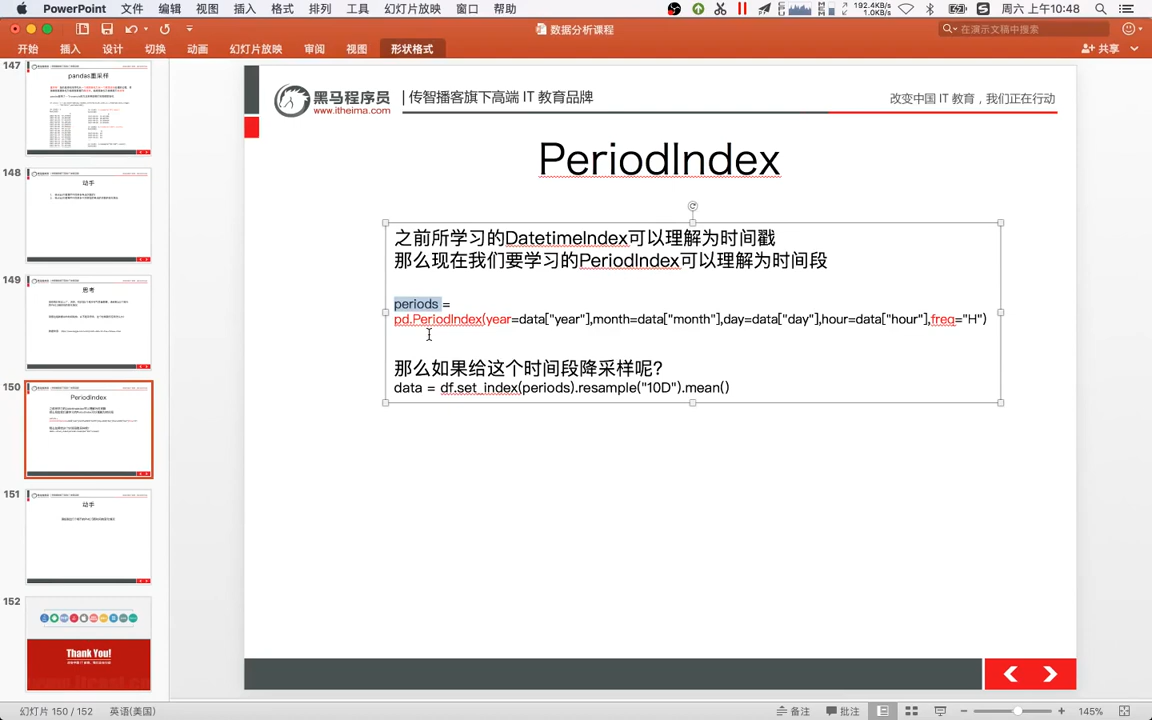 PowerPoint 文件 编辑 视图 插入 格式 排列 工具 幻灯片放映 窗口 帮助 192.4KB/s 1.0KB/s 周六 上午10:48
数据分析课程
在演示文稿中搜索
开始 插入 设计 切换 动画 幻灯片放映 审阅 视图 形状格式 共享
147
pandas重采样
148
动手
149
思考
150
PeriodIndex
151
动手
152
Thank You!
黑马程序员
www.itheima.com
传智播客旗下高端 IT 教育品牌
改变中国 IT 教育，我们正在行动
PeriodIndex
之前所学习的DatetimeIndex可以理解为时间戳
那么现在我们要学习的PeriodIndex可以理解为时间段
periods =
pd.PeriodIndex(year=data["year"],month=data["month"],day=data["day"],hour=data["hour"],freq="H")
那么如果给这个时间段降采样呢?
data = df.set_index(periods).resample("10D").mean()
幻灯片 150 / 152 英语(美国) 备注 批注 145%